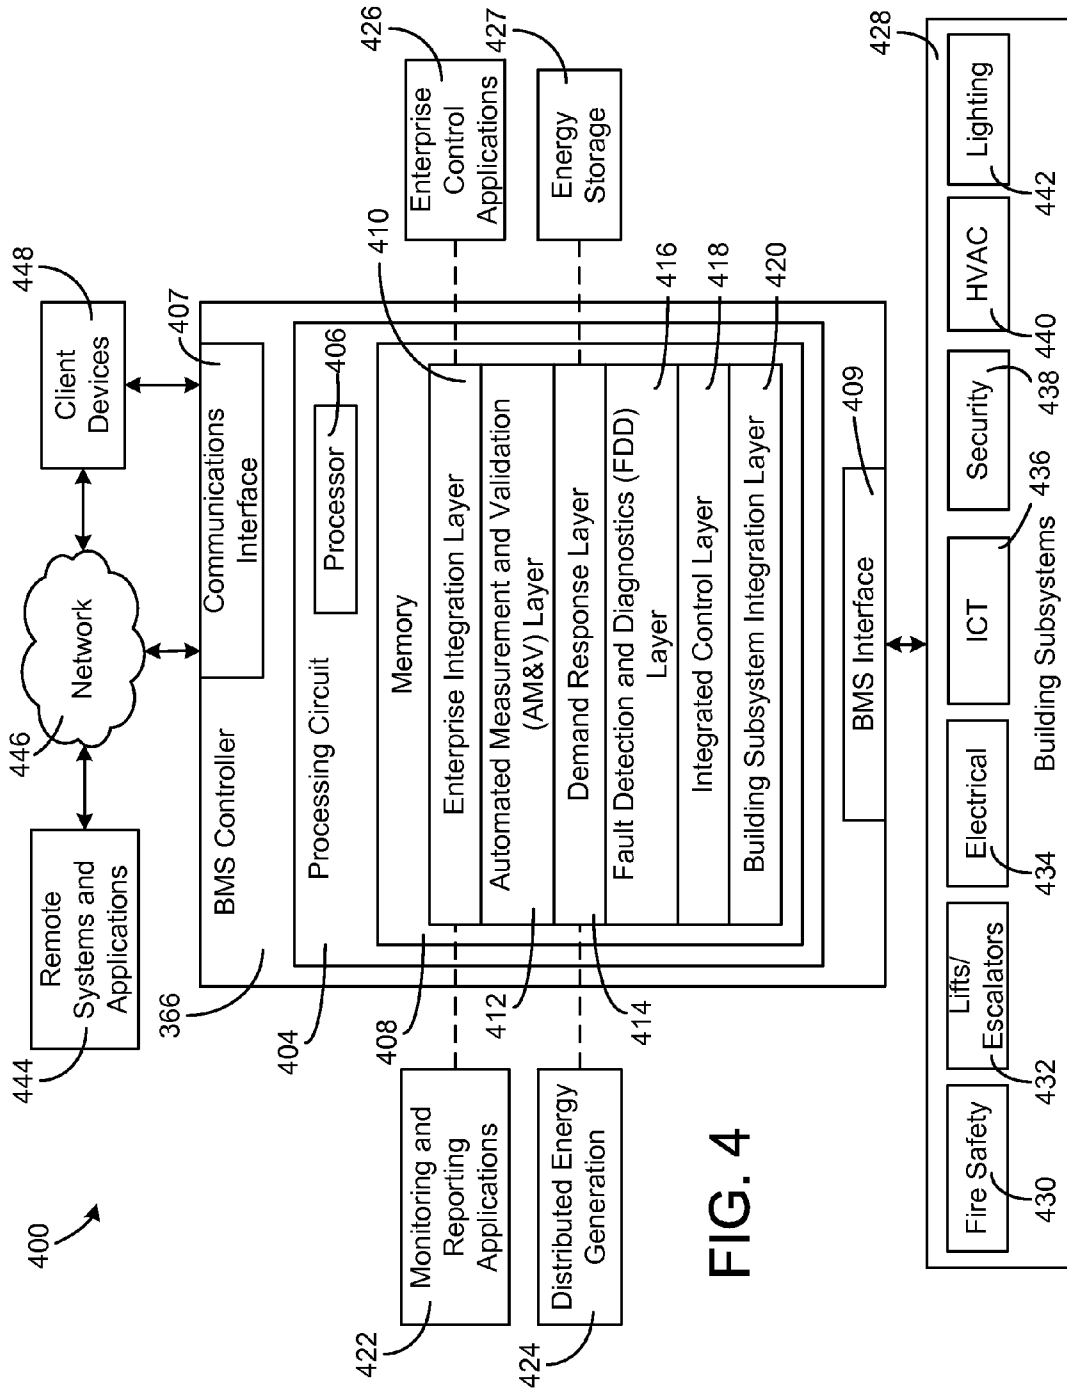 400
444
Remote
Systems and
Applications
446
Network
448
Client
Devices
366
BMS Controller
Communications
Interface
407
404
Processing Circuit
Processor
406
408
Memory
410
Enterprise Integration Layer
Automated Measurement and Validation
(AM&V) Layer
412
Demand Response Layer
414
Fault Detection and Diagnostics (FDD)
Layer
416
Integrated Control Layer
418
Building Subsystem Integration Layer
420
BMS Interface
409
422
Monitoring and
Reporting
Applications
424
Distributed Energy
Generation
426
Enterprise
Control
Applications
427
Energy
Storage
FIG. 4
428
Fire Safety
430
Lifts/
Escalators
432
Electrical
434
ICT
436
Security
438
HVAC
440
Lighting
442
Building Subsystems